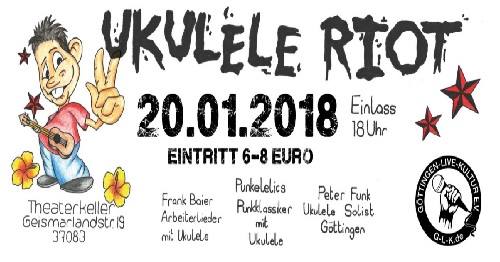 UKULELE RIOT
20.01.2018
Einlass
18 Uhr
EINTRITT 6-8 EURO
Theaterkeller
Geismarlandstr. 19
37083
Frank Baier
Arbeiterlieder
mit Ukulele
Punkelelics
Punkklassiker
mit
Ukulele
Peter Funk
Ukulele Solist
Göttingen
GÖTTINGEN-LIVE-KULTUR E.V.
G-L-K.de